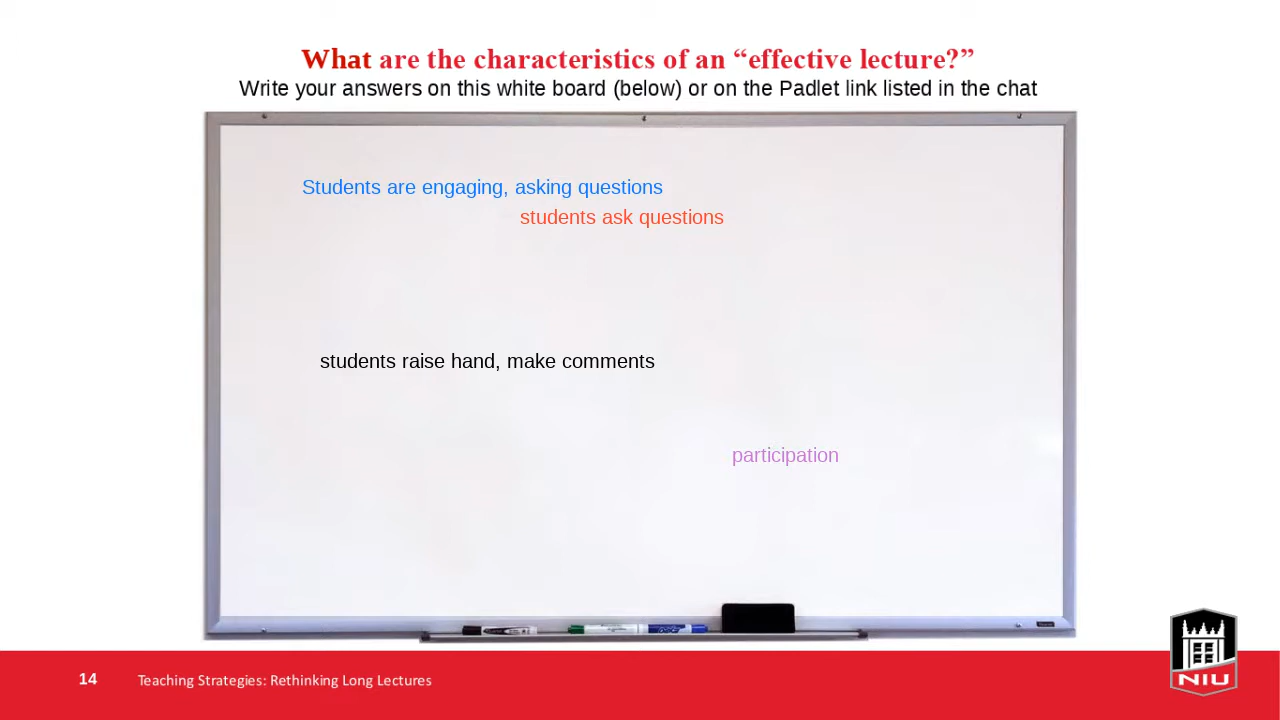 What are the characteristics of an “effective lecture?”
Write your answers on this white board (below) or on the Padlet link listed in the chat
Students are engaging, asking questions
students ask questions
students raise hand, make comments
participation
14
Teaching Strategies: Rethinking Long Lectures
NIU